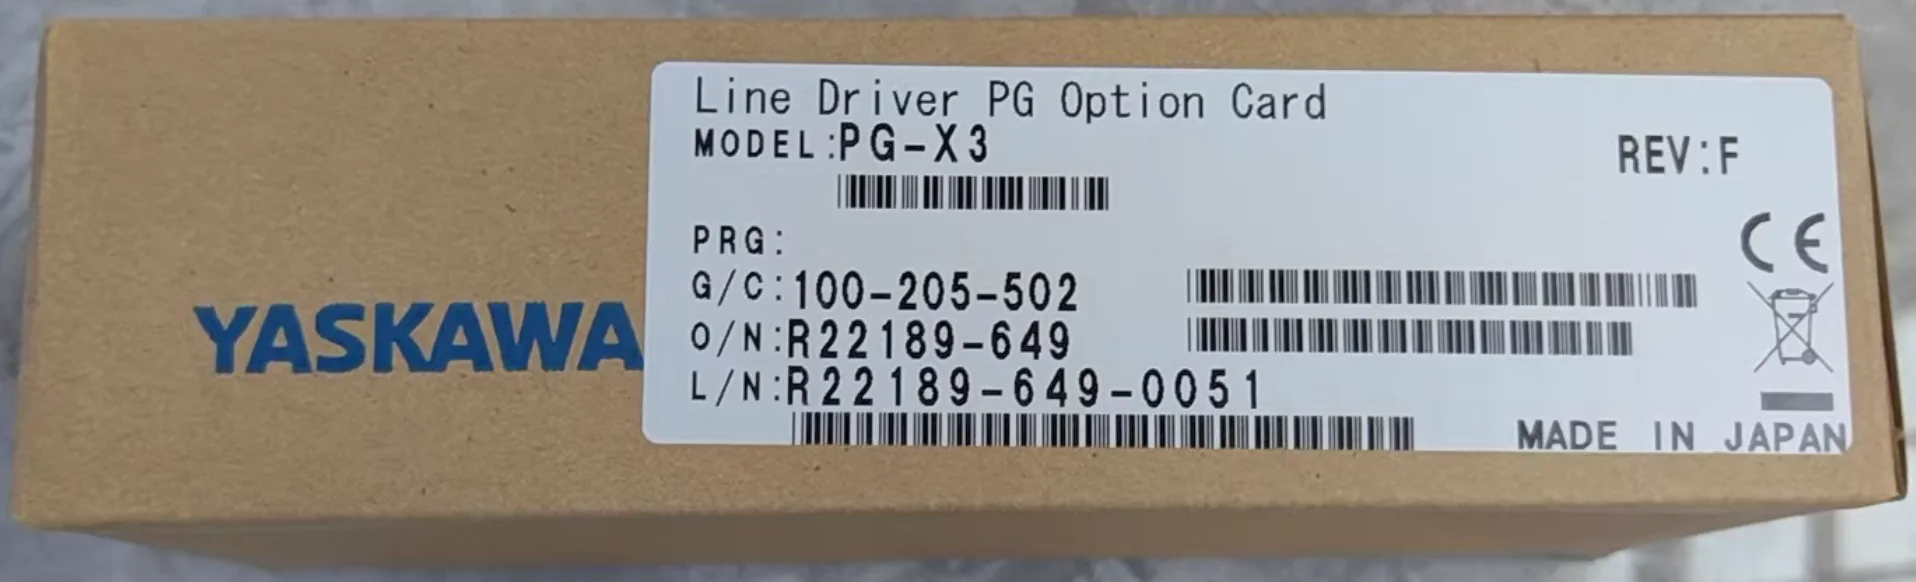 Line Driver PG Option Card
MODEL:PG-X3
REV:F
PRG:
G/C:100-205-502
YASKAWA
O/N:R22189-649
L/N:R22189-649-0051
MADE IN JAPAN
CE